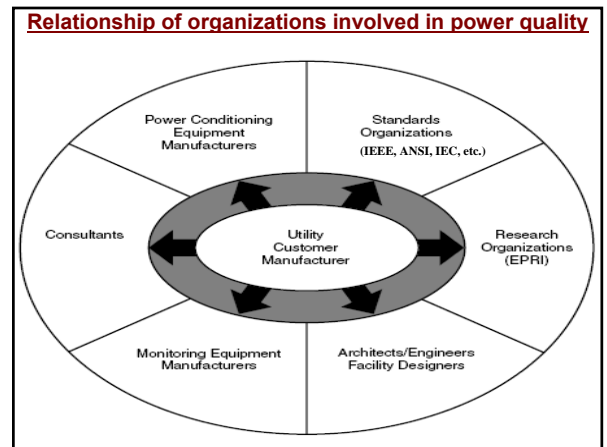 Relationship of organizations involved in power quality
Power Conditioning
Equipment
Manufacturers
Standards
Organizations
(IEEE, ANSI, IEC, etc.)
Consultants
Utility
Customer
Manufacturer
Research
Organizations
(EPRI)
Monitoring Equipment
Manufacturers
Architects/Engineers
Facility Designers